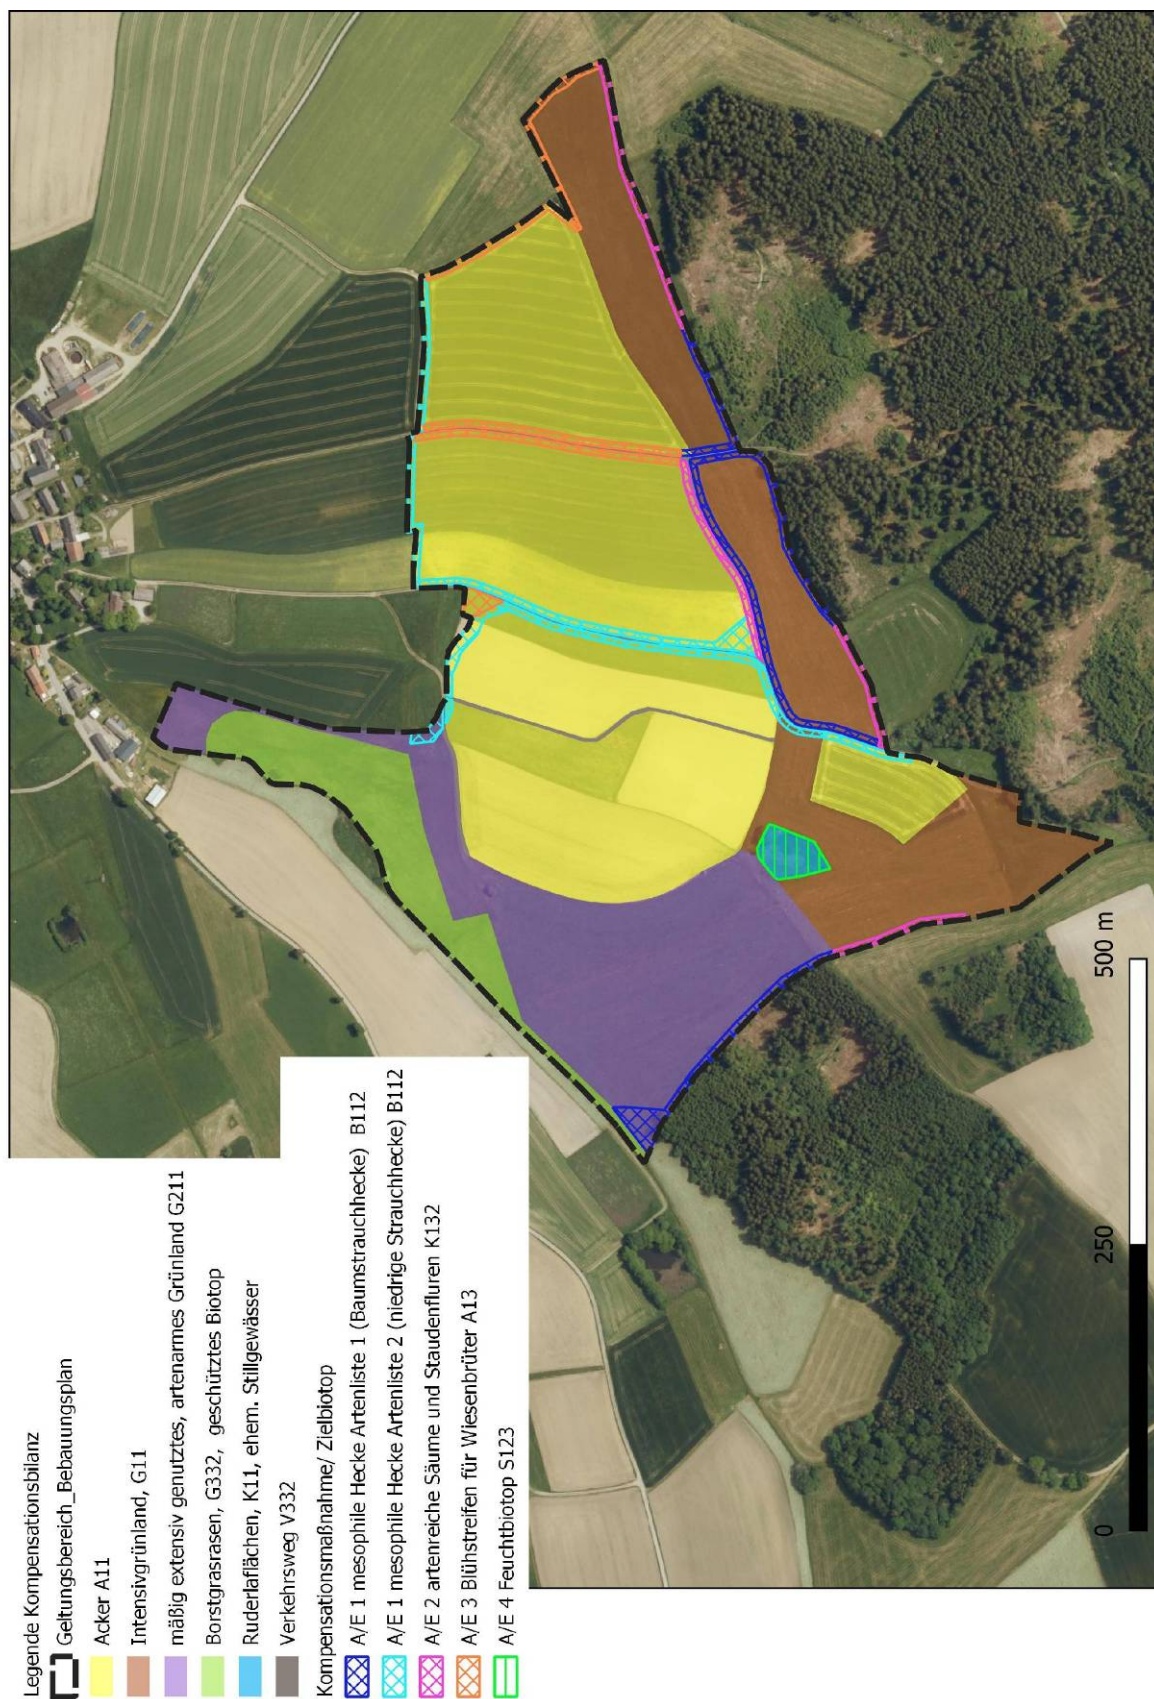 Legende Kompensationsbilanz
Geltungsbereich_Bebauungsplan
Acker A11
Intensivgrünland, G11
mäßig extensiv genutztes, artenarmes Grünland G211
Borstgrasrasen, G332, geschütztes Biotop
Ruderlaflächen, K11, ehem. Stillgewässer
Verkehrsweg V332
Kompensationsmaßnahme/ Zielbiotop
A/E 1 mesophile Hecke Artenliste 1 (Baumstrauchhecke) B112
A/E 1 mesophile Hecke Artenliste 2 (niedrige Strauchhecke) B112
A/E 2 artenreiche Säume und Staudenfluren K132
A/E 3 Blühstreifen für Wiesenbrüter A13
A/E 4 Feuchtbiotop S123
0 250 500 m